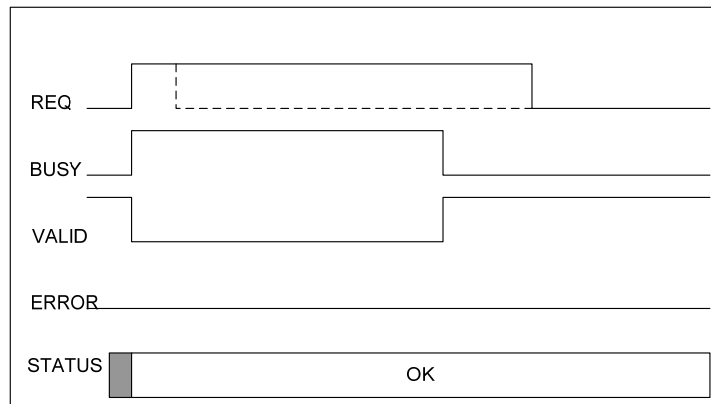 REQ
BUSY
VALID
ERROR
STATUS
OK